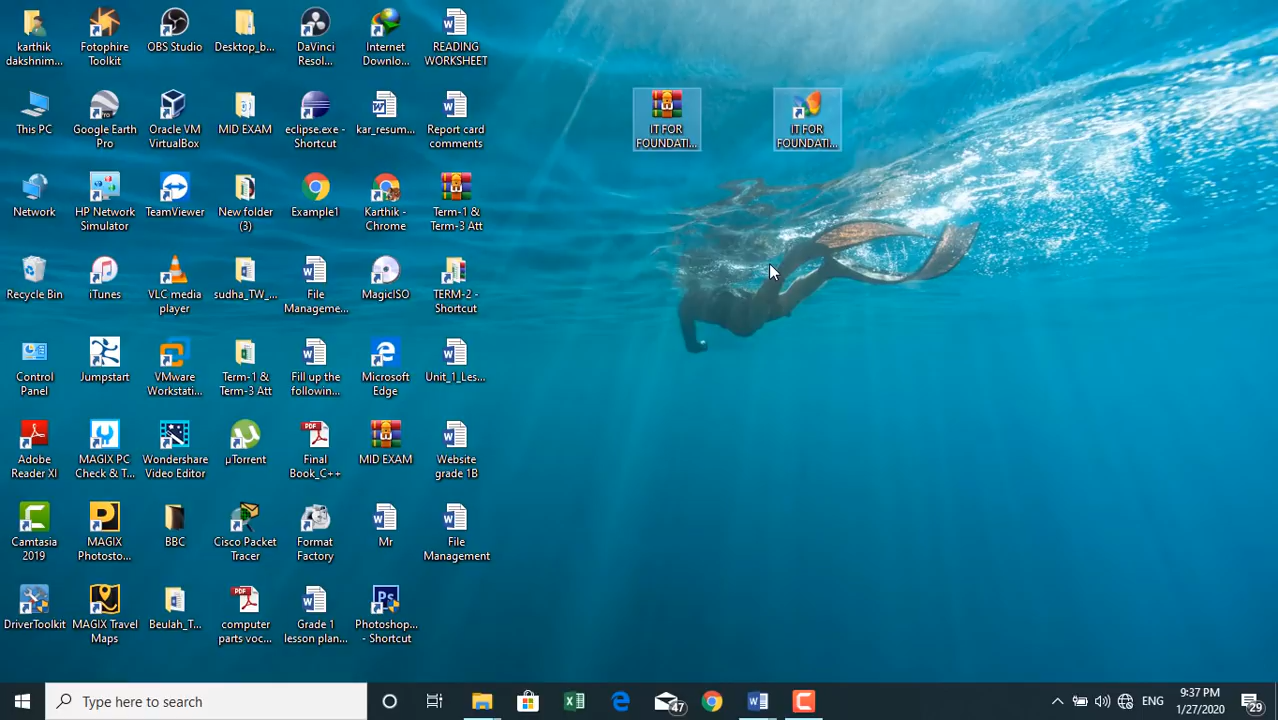 karthik
dakshnim...
Fotophire
Toolkit
OBS Studio
Desktop_b...
DaVinci
Resol...
Internet
Downlo...
READING
WORKSHEET
This PC
Google Earth
Pro
Oracle VM
VirtualBox
MID EXAM
eclipse.exe -
Shortcut
kar_resum...
Report card
comments
IT FOR
FOUNDATI...
IT FOR
FOUNDATI...
Network
HP Network
Simulator
TeamViewer
New folder
(3)
Example1
Karthik -
Chrome
Term-1 &
Term-3 Att
Recycle Bin
iTunes
VLC media
player
sudha_TW_...
File
Manageme...
MagicISO
TERM-2 -
Shortcut
Control
Panel
Jumpstart
VMware
Workstati...
Term-1 &
Term-3 Att
Fill up the
followin...
Microsoft
Edge
Unit_1_Les...
Adobe
Reader XI
MAGIX PC
Check & T...
Wondershare
Video Editor
µTorrent
PDF
Final
Book_C++
MID EXAM
Website
grade 1B
Camtasia
2019
MAGIX
Photosto...
BBC
Cisco Packet
Tracer
Format
Factory
Mr
File
Management
DriverToolkit
MAGIX Travel
Maps
Beulah_T...
PDF
computer
parts voc...
Grade 1
lesson plan...
Ps
Photoshop...
- Shortcut
Type here to search
47
ENG
9:37 PM
1/27/2020
29